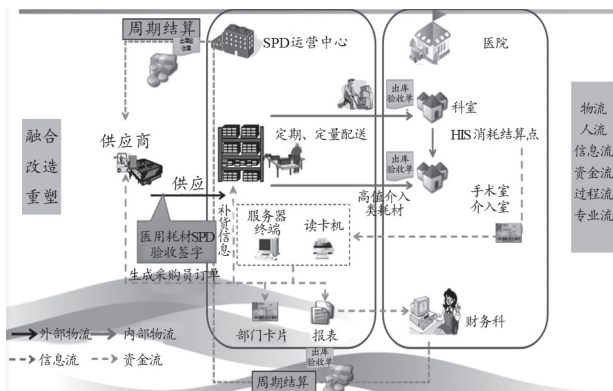 周期结算
SPD运营中心
医院
出库
验收单
科室
定期、定量配送
HIS 消耗结算点
融合
改造
重塑
供应商
供应
出库
验收单
高值介入
类耗材
手术室
介入室
物流
人流
信息流
资金流
过程流
专业流
医用耗材SPD
验收签字
补货信息
服务器
终端
读卡机
生成采购员订单
部门卡片
报表
财务科
外部物流
内部物流
信息流
资金流
出库
验收单
周期结算